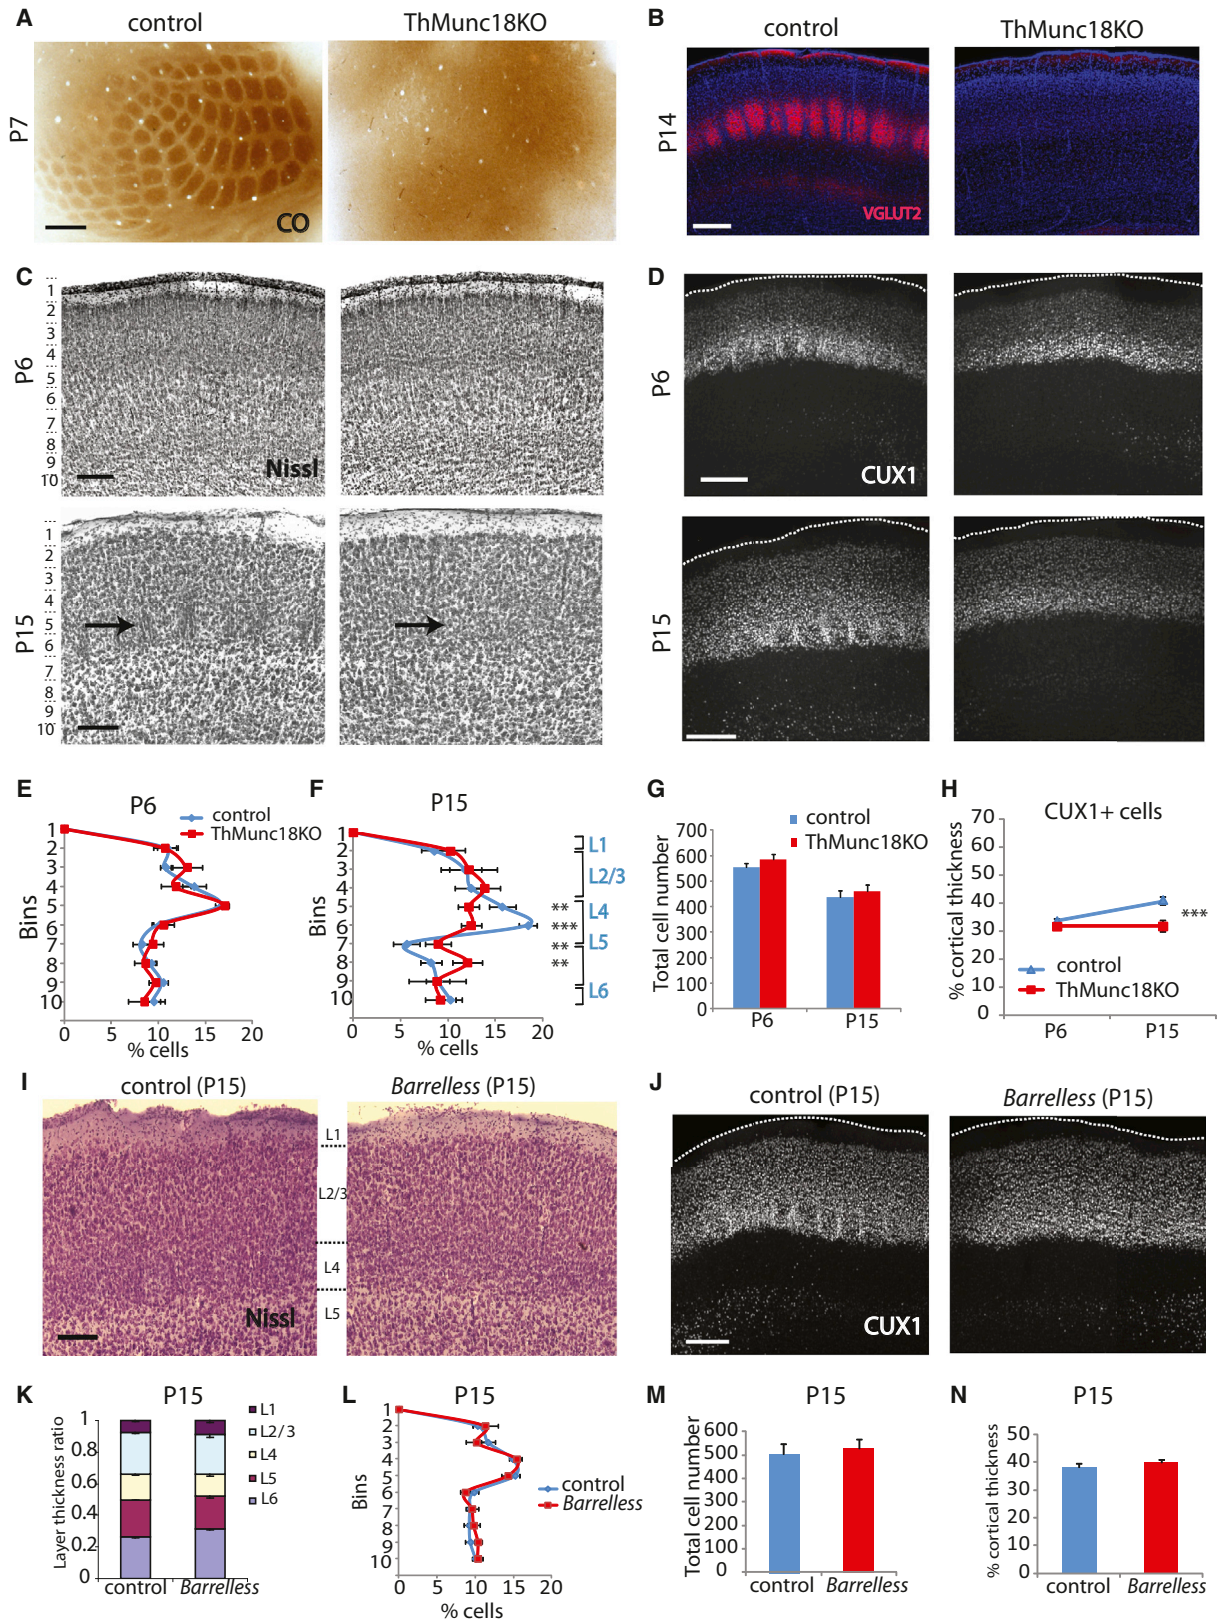 A
control
ThMunc18KO
P7
CO
B
control
ThMunc18KO
P14
VGLUT2
C
1
2
3
4
5
6
7
8
9
10
P6
Nissl
1
2
3
4
5
6
7
8
9
10
P15
D
P6
CUX1
P15
E
P6
control
ThMunc18KO
Bins
1
2
3
4
5
6
7
8
9
10
0
5
10
15
20
% cells
F
P15
Bins
1
2
3
4
5
6
7
8
9
10
0
5
10
15
20
% cells
**
***
**
**
L1
L2/3
L4
L5
L6
G
control
ThMunc18KO
Total cell number
700
600
500
400
300
200
100
0
P6
P15
H
CUX1+ cells
% cortical thickness
70
60
50
40
30
20
10
0
***
control
ThMunc18KO
P6
P15
I
control (P15)
Barrelless (P15)
L1
L2/3
L4
L5
Nissl
J
control (P15)
Barrelless (P15)
CUX1
K
P15
Layer thickness ratio
1
0.8
0.6
0.4
0.2
0
control
Barrelless
L1
L2/3
L4
L5
L6
L
P15
Bins
1
2
3
4
5
6
7
8
9
10
0
5
10
15
20
% cells
control
Barrelless
M
P15
Total cell number
600
500
400
300
200
100
0
control
Barrelless
N
P15
% cortical thickness
50
40
30
20
10
0
control
Barrelless